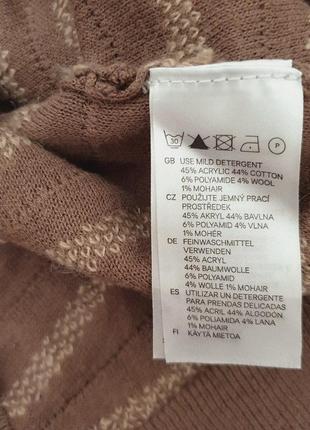 30 P
GB USE MILD DETERGENT
45% ACRYLIC 44% COTTON
6% POLYAMIDE 4% WOOL
1% MOHAIR
CZ POUŽIJTE JEMNÝ PRACÍ
PROSTŘEDEK
45% AKRYL 44% BAVLNA
6% POLYAMID 4% VLNA
1% MOHÉR
DE FEINWASCHMITTEL
VERWENDEN
45% ACRYL
44% BAUMWOLLE
6% POLYAMID
4% WOLLE 1% MOHAIR
ES UTILIZAR UN DETERGENTE
PARA PRENDAS DELICADAS
45% ACRIL 44% ALGODÓN
6% POLIAMIDA 4% LANA
1% MOHAIR
FI KÄYTÄ MIETOA